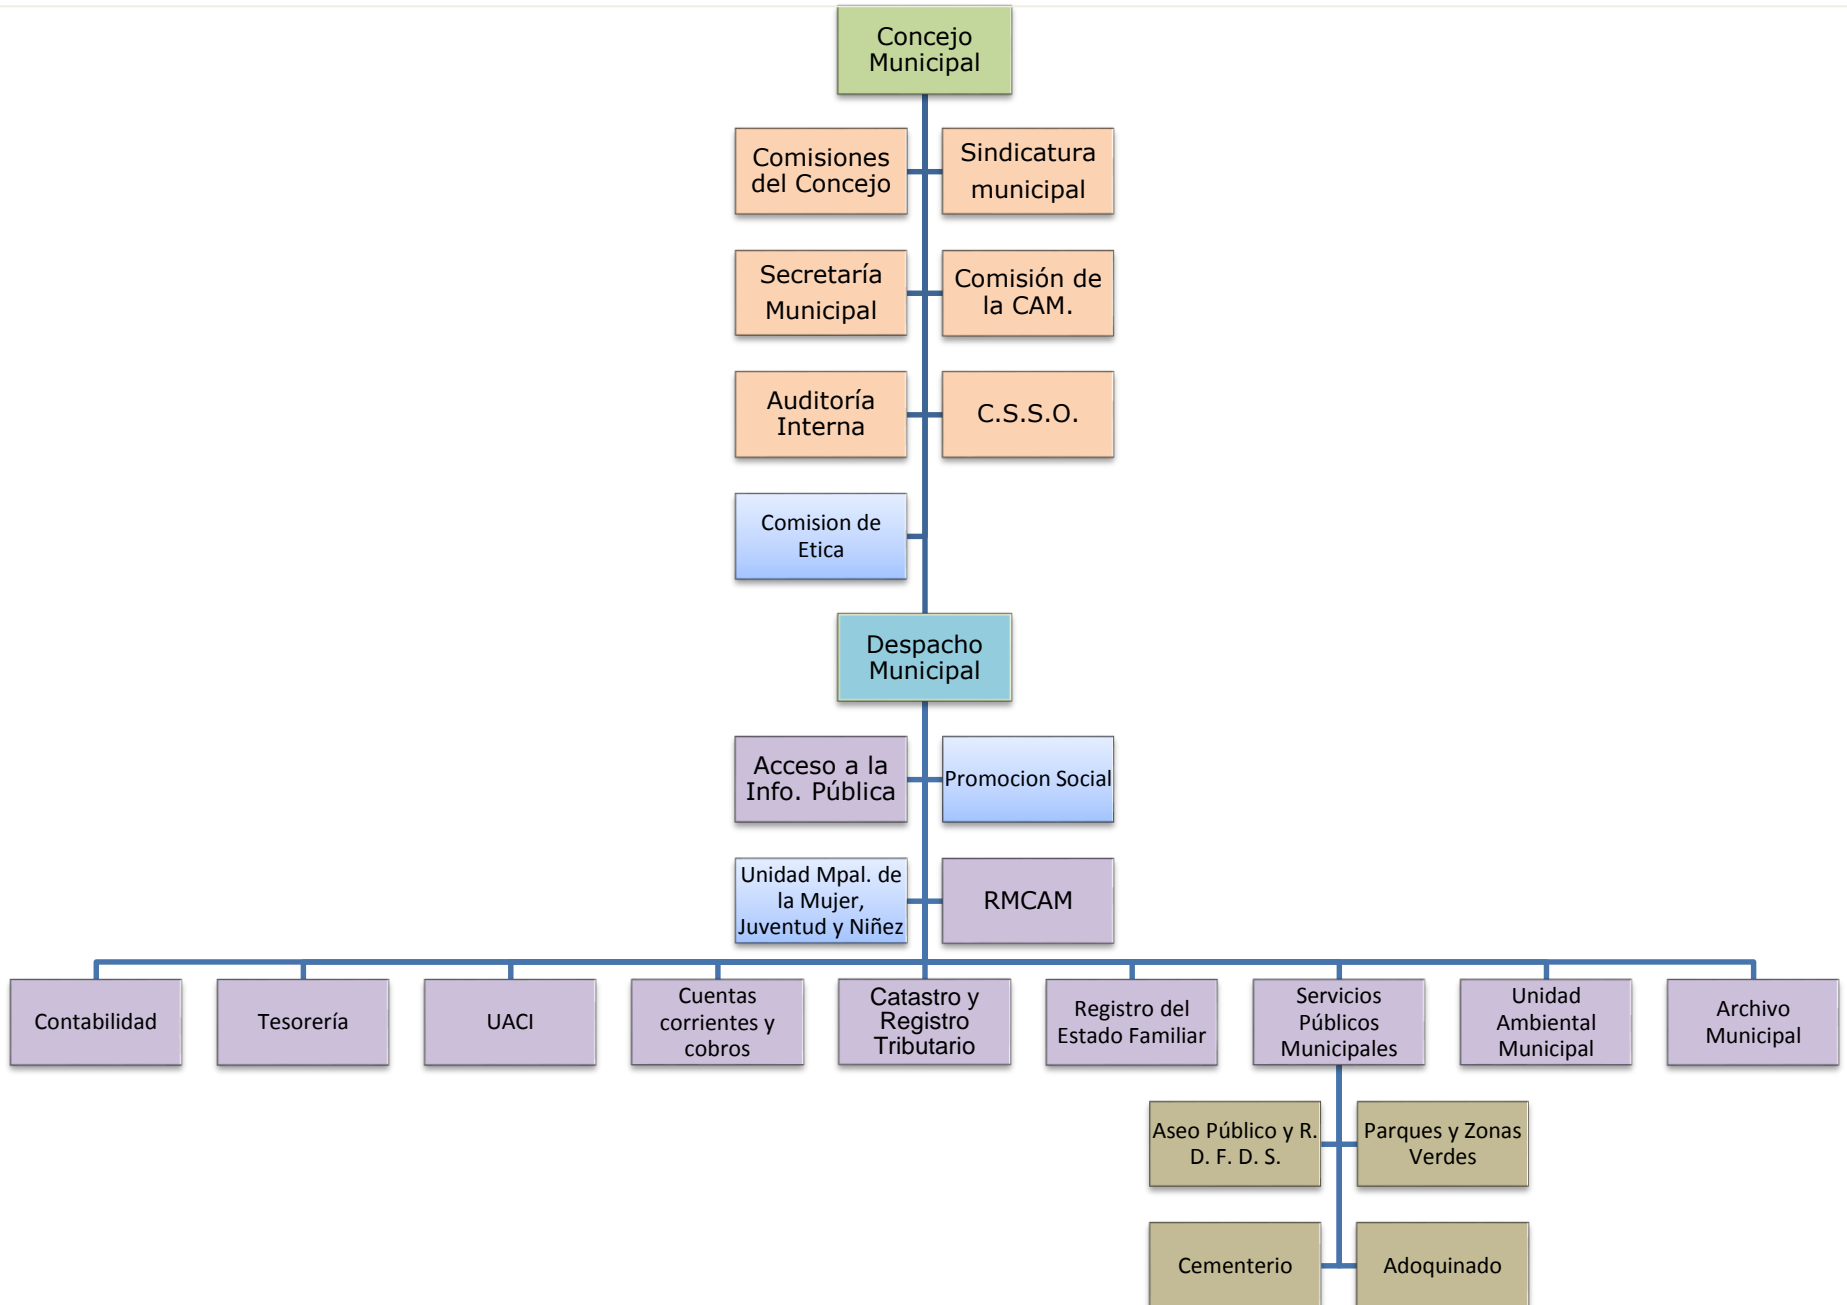 Concejo
Municipal
Comisiones
del Concejo
Sindicatura
municipal
Secretaría
Municipal
Comisión de
la CAM.
Auditoría
Interna
C.S.S.O.
Comision de
Etica
Despacho
Municipal
Acceso a la
Info. Pública
Promocion Social
Unidad Mpal. de
la Mujer,
Juventud y Niñez
RMCAM
Contabilidad
Tesorería
UACI
Cuentas
corrientes y
cobros
Catastro y
Registro
Tributario
Registro del
Estado Familiar
Servicios
Públicos
Municipales
Unidad
Ambiental
Municipal
Archivo
Municipal
Aseo Público y R.
D. F. D. S.
Parques y Zonas
Verdes
Cementerio
Adoquinado